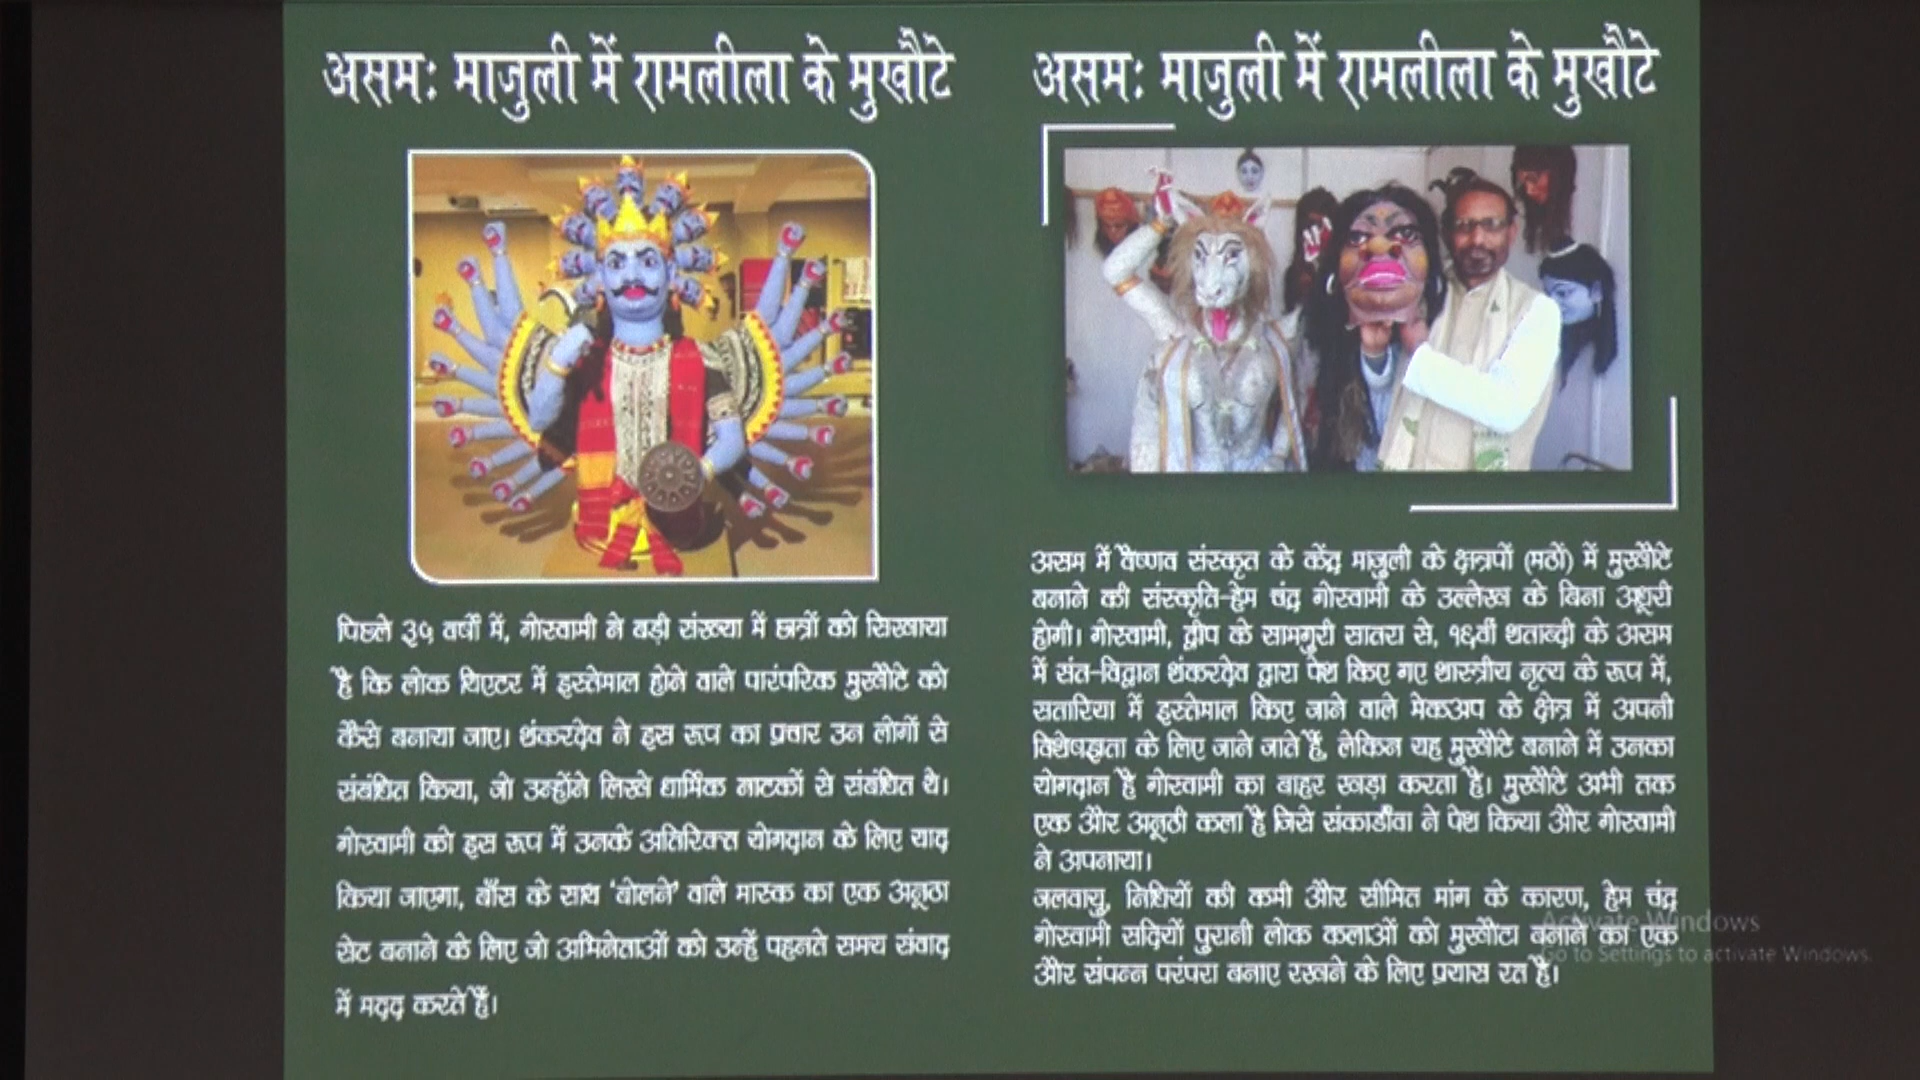 असम: माजुली में रामलीला के मुखौटे
पिछले ३५ वर्षों में, गोस्वामी ने बड़ी संख्या में छात्रों को सिखाया
है कि लोक थिएटर में इस्तेमाल होने वाले पारंपरिक मुखौटे को
कैसे बनाया जाए। शंकरदेव ने इस रूप का प्रचार उन लोगों से
संबंधित किया, जो उन्होंने लिखे धार्मिक नाटकों से संबंधित थे।
गोस्वामी को इस रूप में उनके अतिरिक्त योगदान के लिए याद
किया जाएगा, बाँस के साथ ‘बोलने’ वाले मास्क का एक अनूठा
सेट बनाने के लिए जो अभिनेताओं को उन्हें पहनते समय संवाद
में मदद करते हैं।
असम: माजुली में रामलीला के मुखौटे
असम में वैष्णव संस्कृत के केंद्र माजुली के क्षत्रपों (मठों) में मुखौटे
बनाने की संस्कृति-हेम चंद्र गोस्वामी के उल्लेख के बिना अधूरी
होगी। गोस्वामी, द्वीप के सामगुरी सातरा से, १६वीं शताब्दी के असम
में संत-विद्वान शंकरदेव द्वारा पेश किए गए शास्त्रीय नृत्य के रूप में,
सतारिया में इस्तेमाल किए जाने वाले मेकअप के क्षेत्र में अपनी
विशेषज्ञता के लिए जाने जाते हैं, लेकिन यह मुखौटे बनाने में उनका
योगदान है गोस्वामी का बाहर खड़ा करता है। मुखौटे अभी तक
एक और अनूठी कला है जिसे संकार्डीवा ने पेश किया और गोस्वामी
ने अपनाया।
जलवायु, निधियों की कमी और सीमित मांग के कारण, हेम चंद्र
गोस्वामी सदियों पुरानी लोक कलाओं को मुखौटा बनाने का एक
और संपन्न परंपरा बनाए रखने के लिए प्रयास रत है।
Activate Windows
Go to Settings to activate Windows.